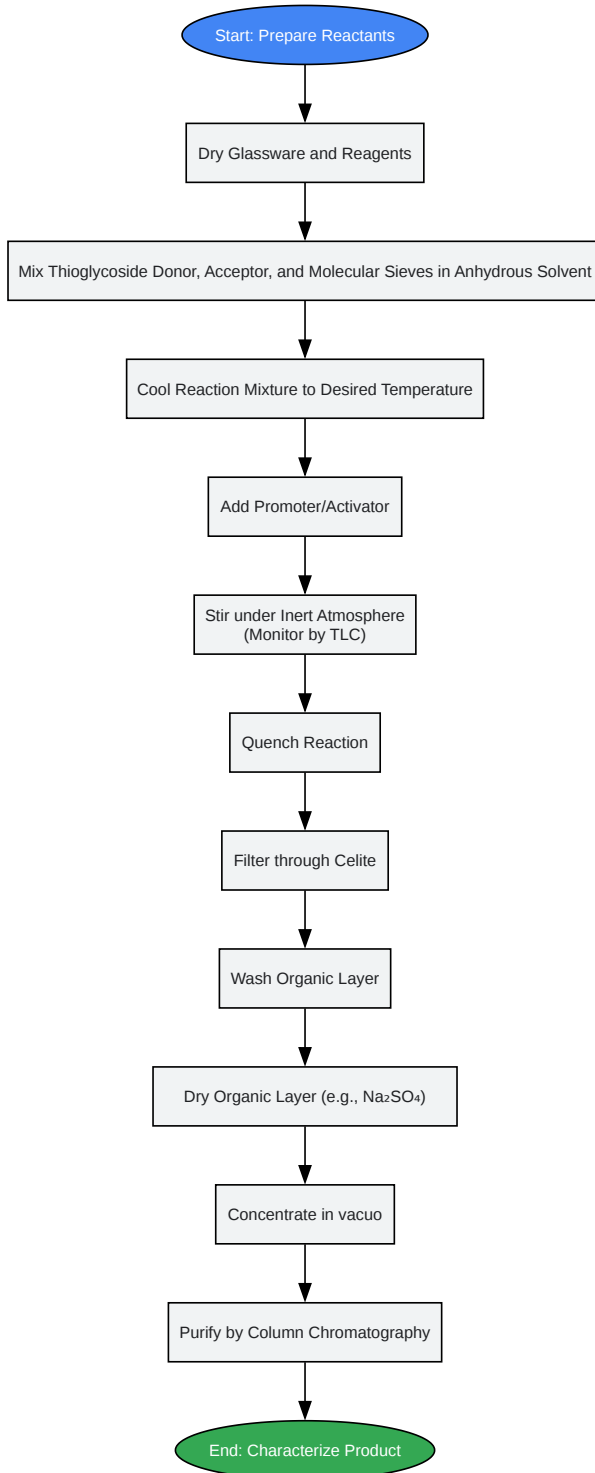 Start: Prepare Reactants
Dry Glassware and Reagents
Mix Thioglycoside Donor, Acceptor, and Molecular Sieves in Anhydrous Solvent
Cool Reaction Mixture to Desired Temperature
Add Promoter/Activator
Stir under Inert Atmosphere
(Monitor by TLC)
Quench Reaction
Filter through Celite
Wash Organic Layer
Dry Organic Layer (e.g., Na₂SO₄)
Concentrate in vacuo
Purify by Column Chromatography
End: Characterize Product